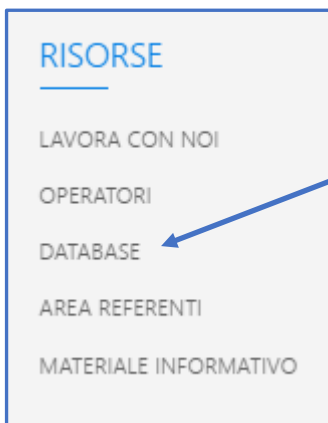 RISORSE
LAVORA CON NOI
OPERATORI
DATABASE
AREA REFERENTI
MATERIALE INFORMATIVO